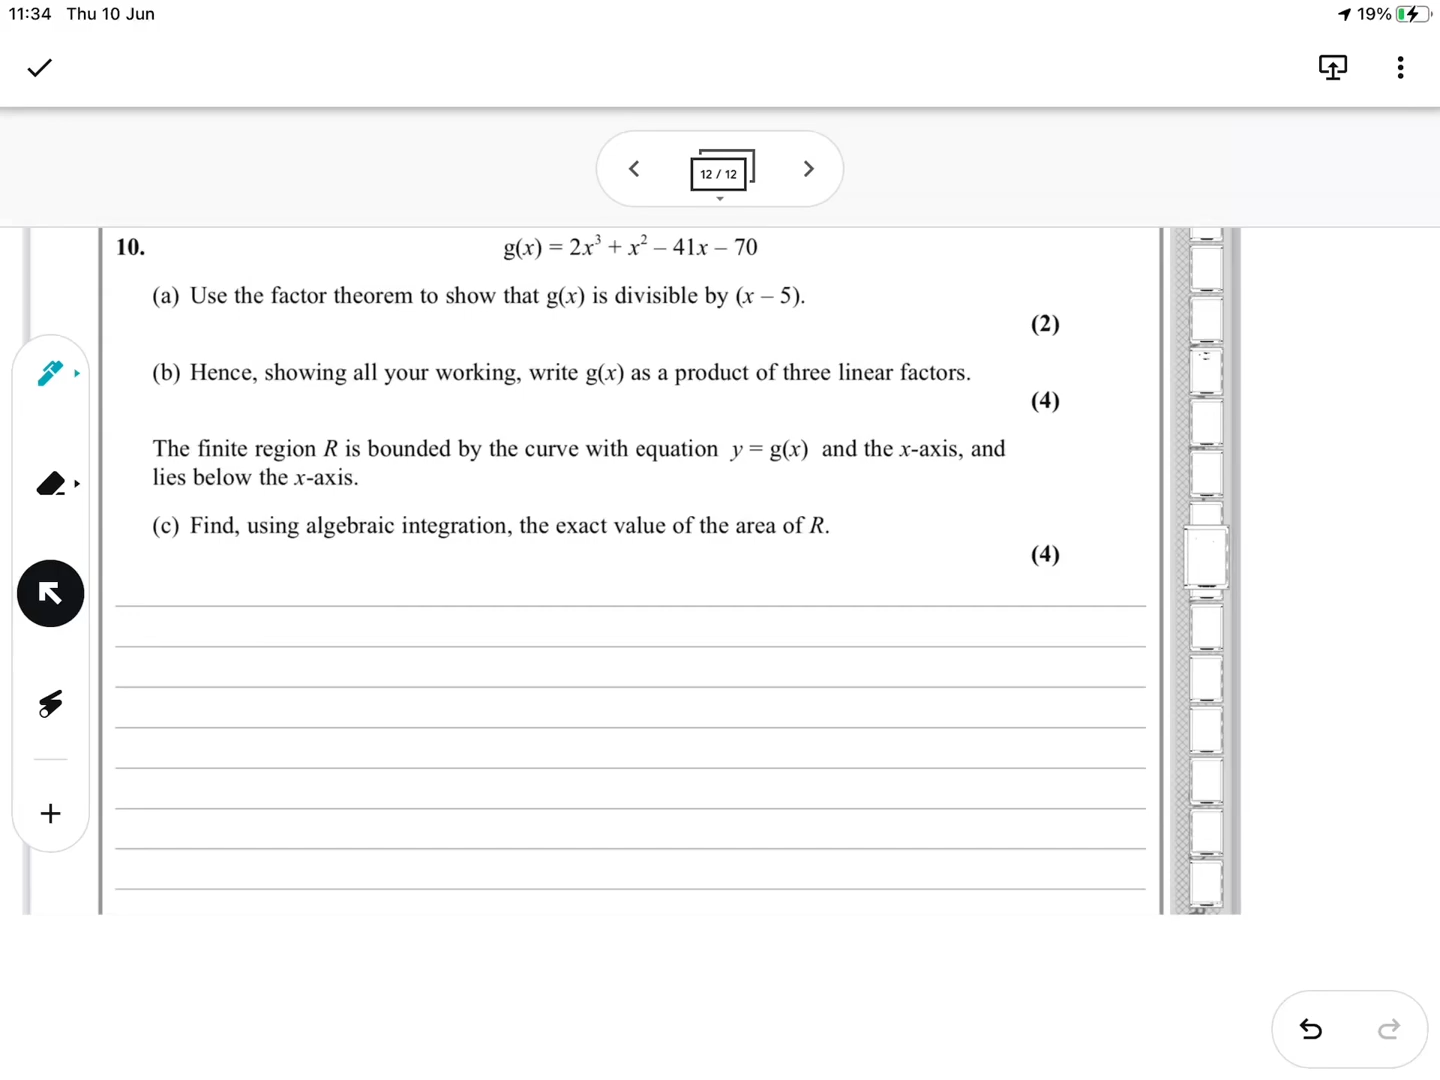 11:34 Thu 10 Jun
19%
12 / 12
10.
g(x) = 2x³ + x² – 41x – 70
(a) Use the factor theorem to show that g(x) is divisible by (x – 5).
(2)
(b) Hence, showing all your working, write g(x) as a product of three linear factors.
(4)
The finite region R is bounded by the curve with equation y = g(x) and the x-axis, and
lies below the x-axis.
(c) Find, using algebraic integration, the exact value of the area of R.
(4)